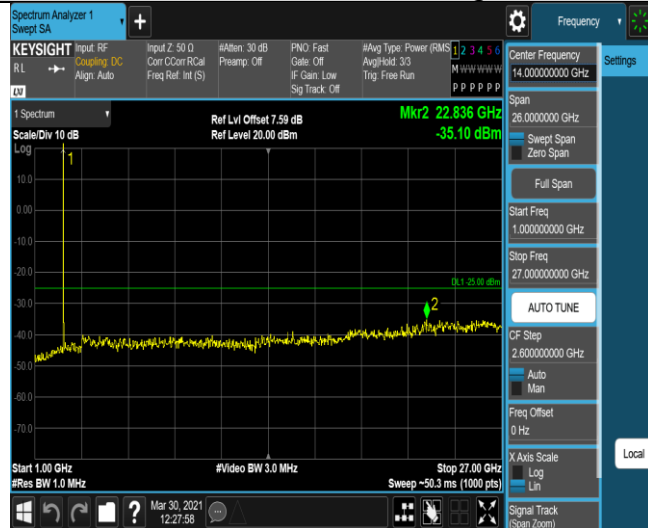 Spectrum Analyzer 1
Swept SA
+
Frequency
KEYSIGHT
RL
LXI
Input: RF
Coupling: DC
Align: Auto
Input Z: 50 Ω
Corr CCorr RCal
Freq Ref: Int (S)
#Atten: 30 dB
Preamp: Off
PNO: Fast
Gate: Off
IF Gain: Low
Sig Track: Off
#Avg Type: Power (RMS
Avg|Hold: 3/3
Trig: Free Run
1 2 3 4 5 6
M W W W W W
P P P P P P
1 Spectrum
Scale/Div 10 dB
Log
Ref Lvl Offset 7.59 dB
Ref Level 20.00 dBm
Mkr2 22.836 GHz
-35.10 dBm
1
10.0
0.00
-10.0
-20.0
DL1 -25.00 dBm
-30.0
2
-40.0
-50.0
-60.0
-70.0
Start 1.00 GHz
#Res BW 1.0 MHz
#Video BW 3.0 MHz
Stop 27.00 GHz
Sweep ~50.3 ms (1000 pts)
Mar 30, 2021
12:27:58
?
Center Frequency
14.000000000 GHz
Span
26.0000000 GHz
Swept Span
Zero Span
Full Span
Start Freq
1.000000000 GHz
Stop Freq
27.000000000 GHz
AUTO TUNE
CF Step
2.600000000 GHz
Auto
Man
Freq Offset
0 Hz
X Axis Scale
Log
Lin
Signal Track
(Span Zoom)
Settings
Local